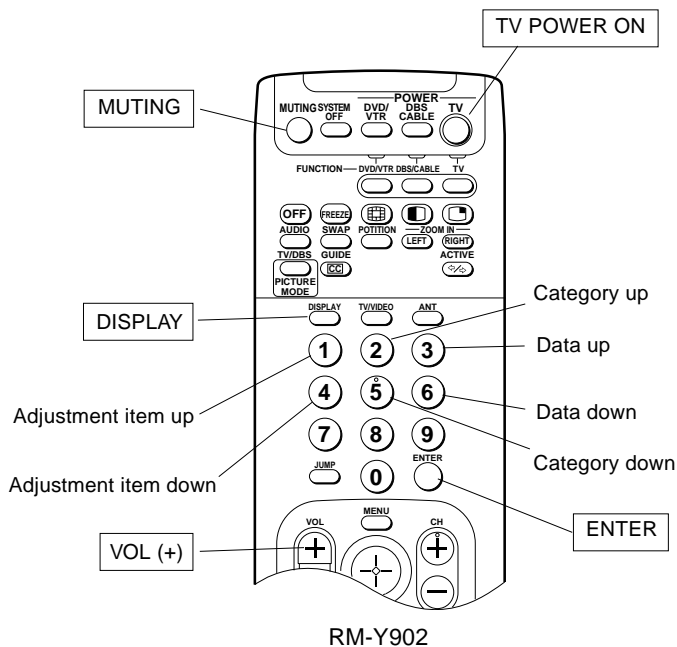 TV POWER ON
MUTING
POWER
MUTING SYSTEM OFF DVD/ VTR DBS CABLE TV
FUNCTION DVD/VTR DBS/CABLE TV
OFF FREEZE
AUDIO SWAP POTITION ZOOM IN
LEFT RIGHT
TV/DBS GUIDE ACTIVE
CC
PICTURE
MODE
DISPLAY
DISPLAY TV/VIDEO ANT
Category up
1 2 3
Data up
Adjustment item up
4 5 6
Data down
7 8 9
Category down
Adjustment item down
JUMP 0 ENTER
ENTER
VOL MENU CH
VOL (+)
+ +
−
RM-Y902